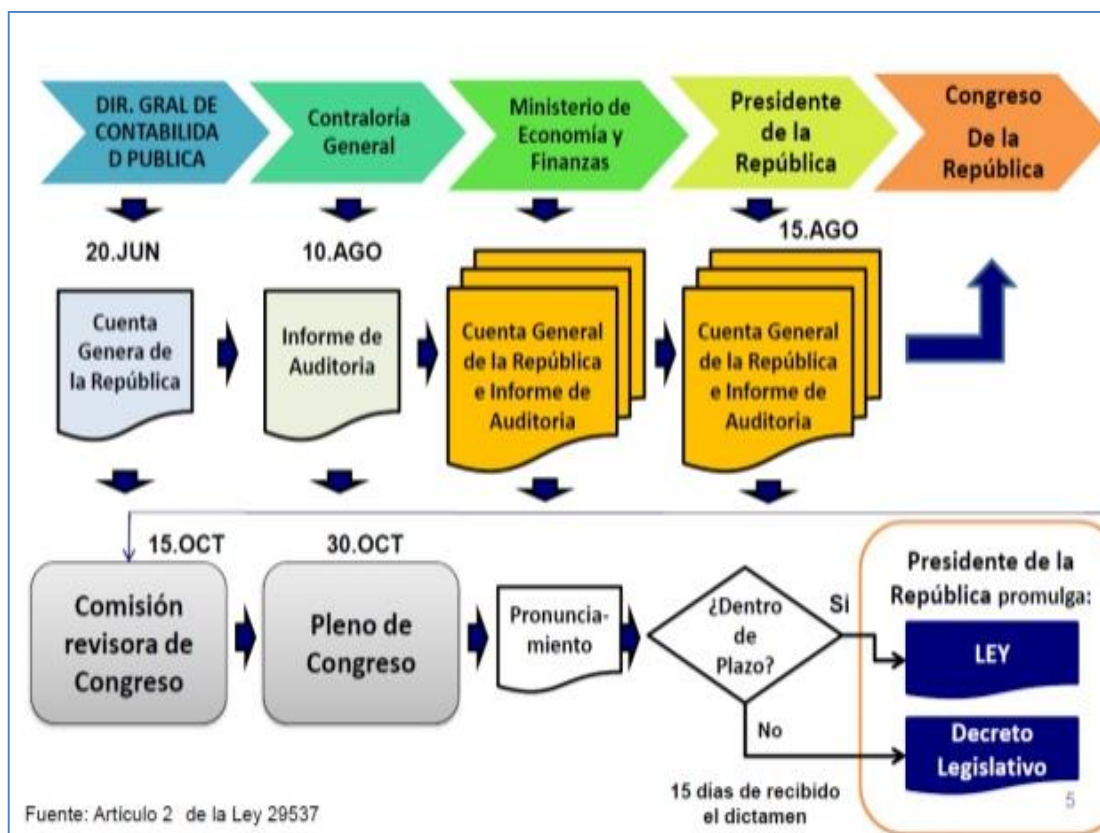 DIR. GRAL DE
CONTABILIDA
D PUBLICA
Contraloría
General
Ministerio de
Economía y
Finanzas
Presidente
de la
República
Congreso
De la
República
20.JUN
10.AGO
15.AGO
Cuenta
Genera de
la República
Informe de
Auditoria
Cuenta General
de la República
e Informe de
Auditoria
Cuenta General
de la República
e Informe de
Auditoria
15.OCT
30.OCT
Comisión
revisora de
Congreso
Pleno de
Congreso
Pronuncia-
miento
¿Dentro
de
Plazo?
Sí
No
Presidente de la
República promulga:
LEY
Decreto
Legislativo
15 dias de recibido
el dictamen
5
Fuente: Articulo 2 de la Ley 29537